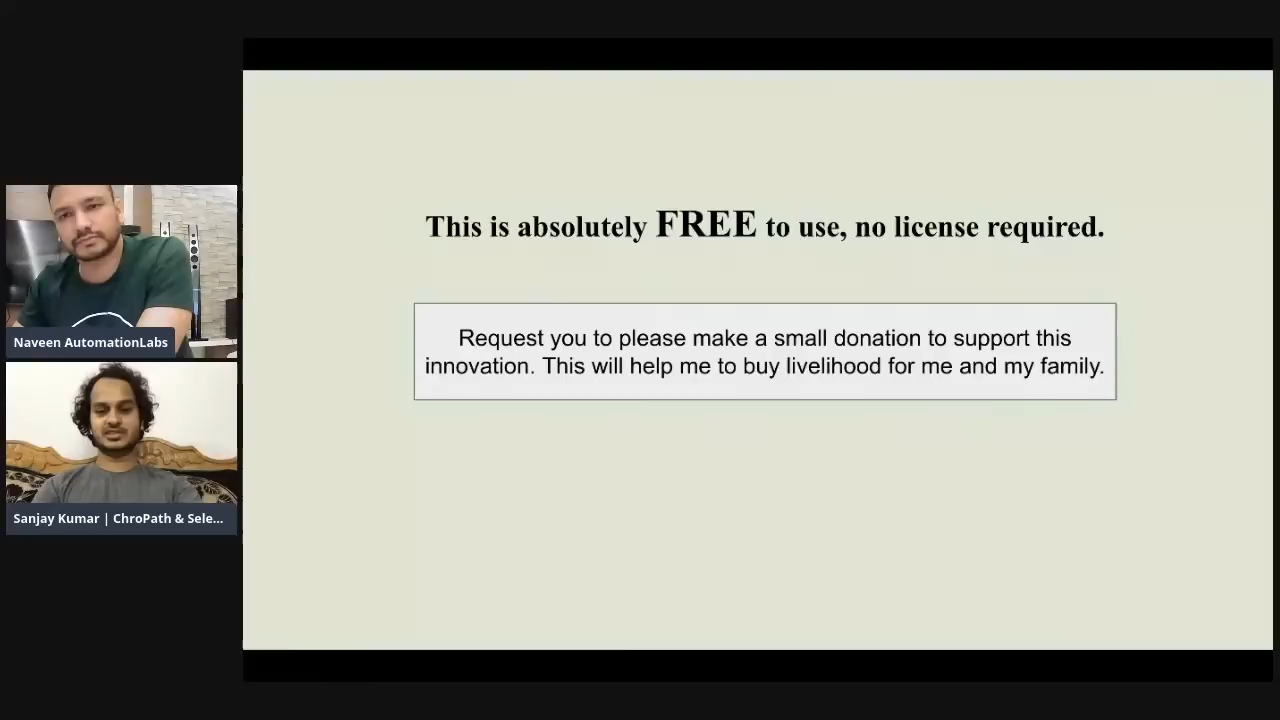 This is absolutely FREE to use, no license required.
Request you to please make a small donation to support this
innovation. This will help me to buy livelihood for me and my family.
Naveen AutomationLabs
Sanjay Kumar | ChroPath & Sele...